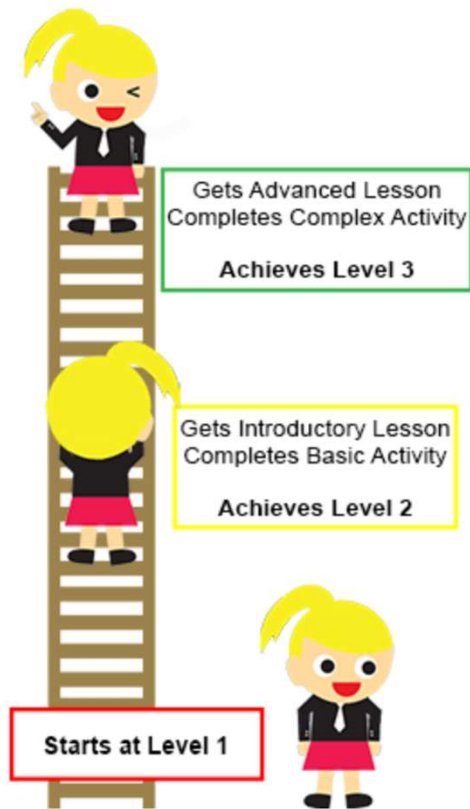 Gets Advanced Lesson
Completes Complex Activity
Achieves Level 3
Gets Introductory Lesson
Completes Basic Activity
Achieves Level 2
Starts at Level 1